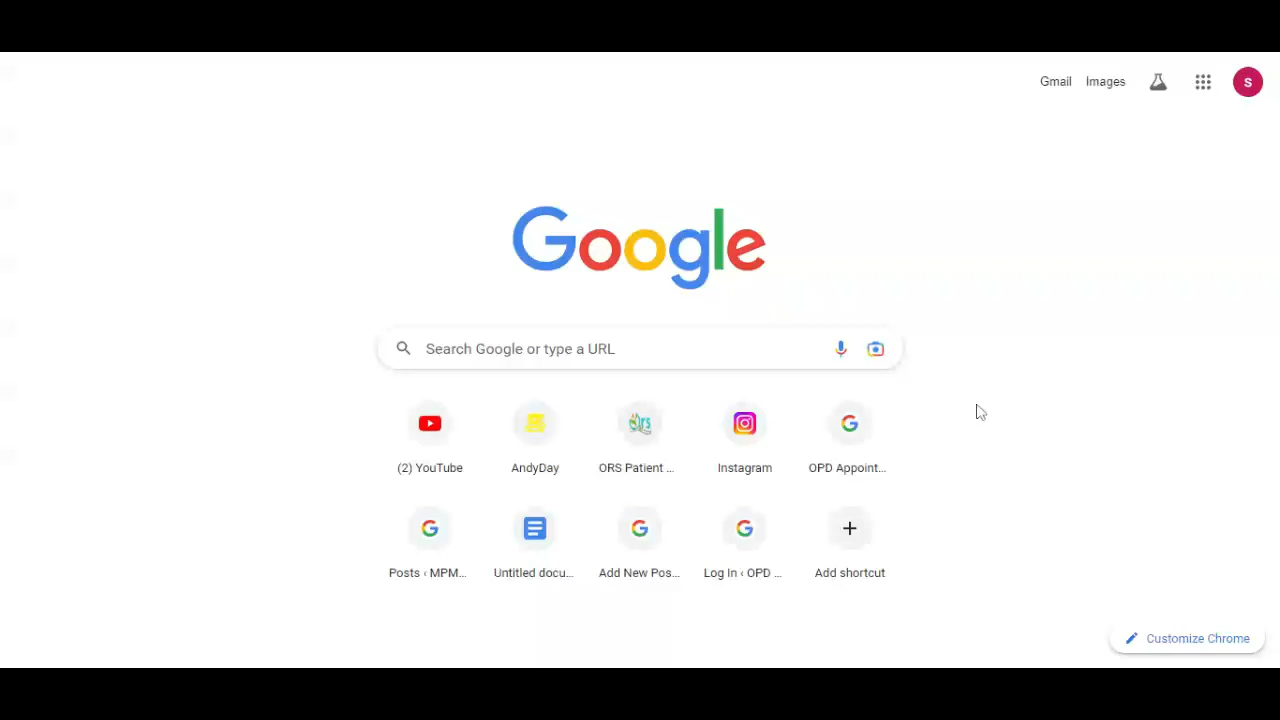 Gmail Images
S
Google
Search Google or type a URL
(2) YouTube AndyDay ORS Patient ... Instagram OPD Appoint...
Posts ‹ MPM... Untitled docu... Add New Pos... Log In ‹ OPD ... Add shortcut
Customize Chrome